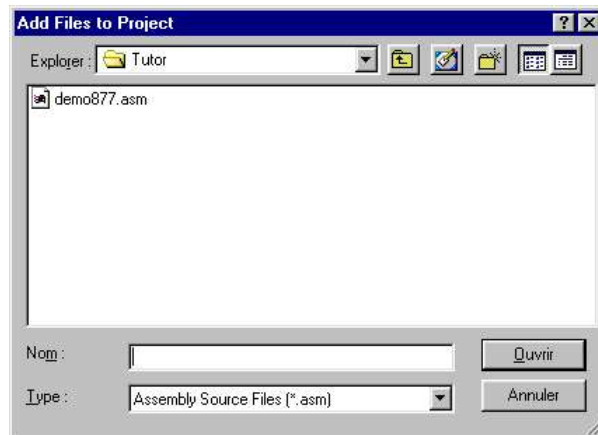 Add Files to Project
Explorer : Tutor
demo877.asm
Nom :
Ouvrir
Type : Assembly Source Files (*.asm)
Annuler